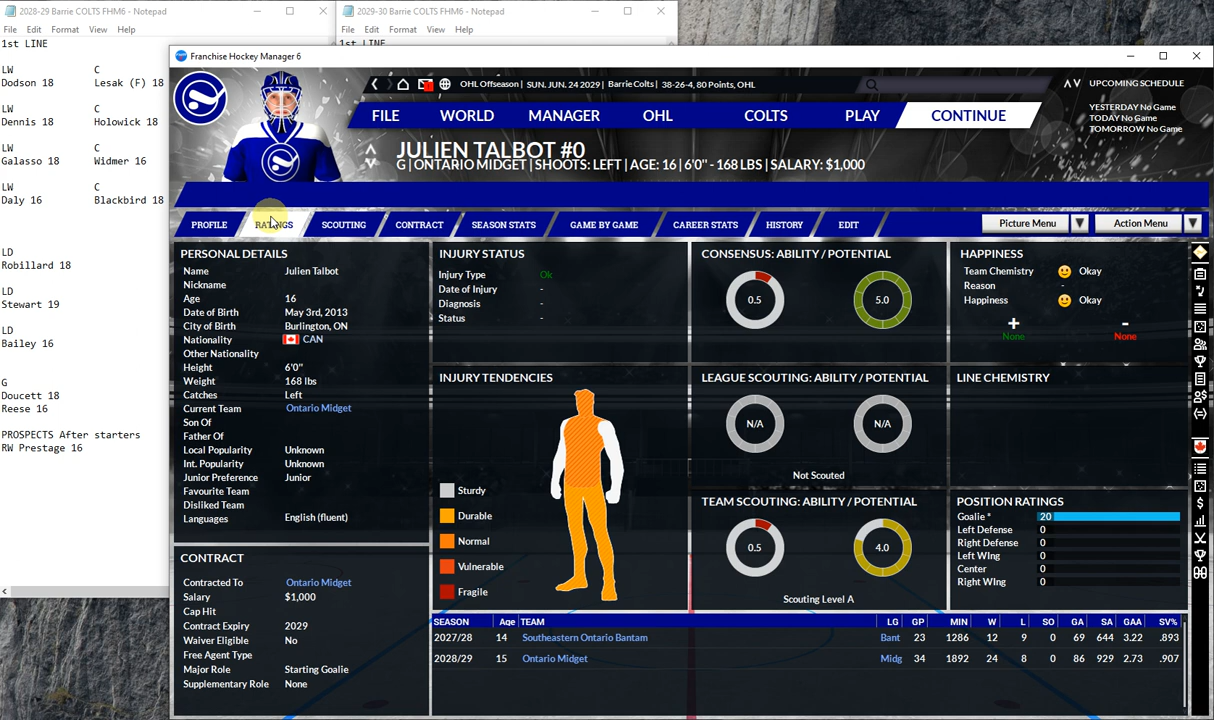 2028-29 Barrie COLTS FHM6 - Notepad
File Edit Format View Help
1st LINE
LW C
Dodson 18 Lesak (F) 18
LW C
Dennis 18 Holowick 18
LW C
Galasso 18 Widmer 16
LW C
Daly 16 Blackbird 18
LD
Robillard 18
LD
Stewart 19
LD
Bailey 16
G
Doucett 18
Reese 16
PROSPECTS After starters
RW Prestage 16
2029-30 Barrie COLTS FHM6 - Notepad
File Edit Format View Help
1st LINE
Franchise Hockey Manager 6
OHL Offseason | SUN. JUN. 24 2029 | Barrie Colts | 38-26-4, 80 Points, OHL
UPCOMING SCHEDULE
YESTERDAY No Game
TODAY No Game
TOMORROW No Game
FILE WORLD MANAGER OHL COLTS PLAY CONTINUE
JULIEN TALBOT #0
G | ONTARIO MIDGET | SHOOTS: LEFT | AGE: 16 | 6'0" - 168 LBS | SALARY: $1,000
PROFILE RATINGS SCOUTING CONTRACT SEASON STATS GAME BY GAME CAREER STATS HISTORY EDIT Picture Menu Action Menu
PERSONAL DETAILS
Name Julien Talbot
Nickname
Age 16
Date of Birth May 3rd, 2013
City of Birth Burlington, ON
Nationality CAN
Other Nationality
Height 6'0"
Weight 168 lbs
Catches Left
Current Team Ontario Midget
Son Of
Father Of
Local Popularity Unknown
Int. Popularity Unknown
Junior Preference Junior
Favourite Team
Disliked Team
Languages English (fluent)
CONTRACT
Contracted To Ontario Midget
Salary $1,000
Cap Hit
Contract Expiry 2029
Waiver Eligible No
Free Agent Type
Major Role Starting Goalie
Supplementary Role None
INJURY STATUS
Injury Type Ok
Date of Injury -
Diagnosis -
Status -
INJURY TENDENCIES
Sturdy
Durable
Normal
Vulnerable
Fragile
CONSENSUS: ABILITY / POTENTIAL
0.5 5.0
LEAGUE SCOUTING: ABILITY / POTENTIAL
N/A N/A
Not Scouted
TEAM SCOUTING: ABILITY / POTENTIAL
0.5 4.0
Scouting Level A
HAPPINESS
Team Chemistry Okay
Reason -
Happiness Okay
+ -
None None
LINE CHEMISTRY
POSITION RATINGS
Goalie * 20
Left Defense 0
Right Defense 0
Left Wing 0
Center 0
Right Wing 0
SEASON Age TEAM LG GP MIN W L SO GA SA GAA SV%
2027/28 14 Southeastern Ontario Bantam Bant 23 1286 12 9 0 69 644 3.22 .893
2028/29 15 Ontario Midget Midg 34 1892 24 8 0 86 929 2.73 .907